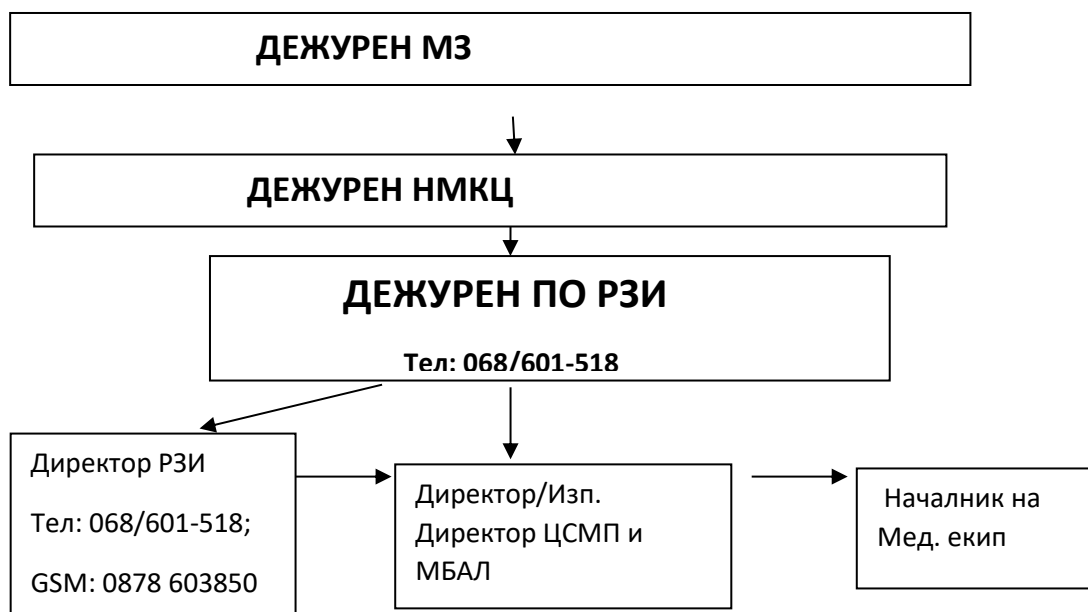 ДЕЖУРЕН МЗ
ДЕЖУРЕН НМКЦ
ДЕЖУРЕН ПО РЗИ
Тел: 068/601-518
Директор РЗИ
Тел: 068/601-518;
GSM: 0878 603850
Директор/Изп.
Директор ЦСМП и
МБАЛ
Началник на
Мед. екип